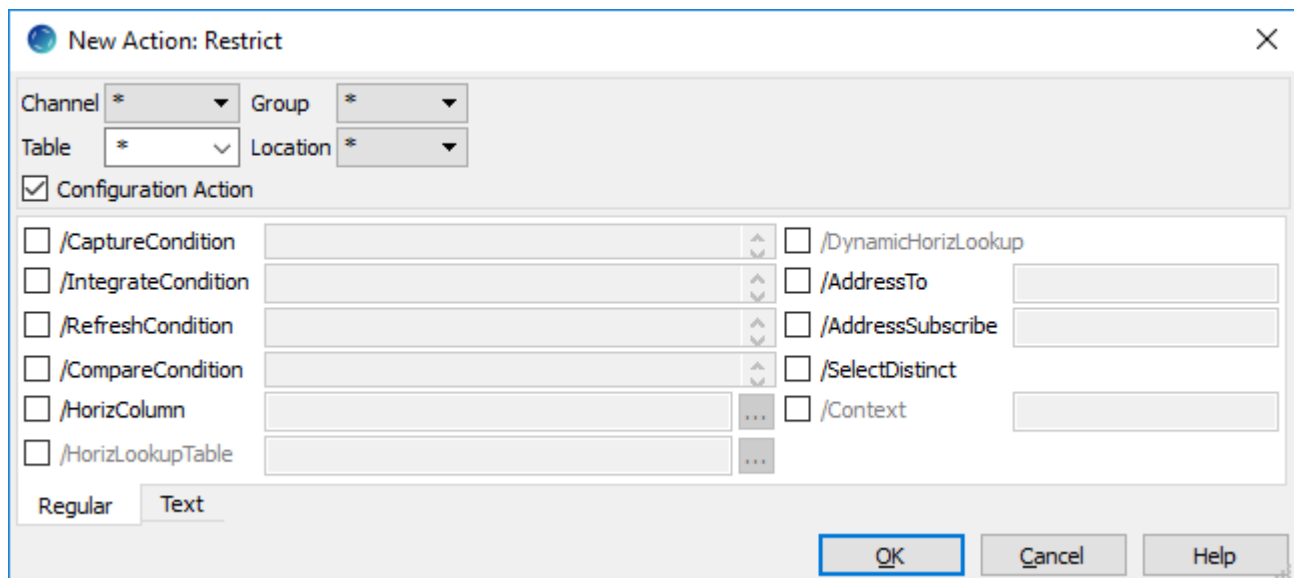 New Action: Restrict
Channel * Group *
Table * Location *
Configuration Action
/CaptureCondition /DynamicHorizLookup
/IntegrateCondition /AddressTo
/RefreshCondition /AddressSubscribe
/CompareCondition /SelectDistinct
/HorizColumn ... /Context
/HorizLookupTable ...
Regular Text
OK Cancel Help